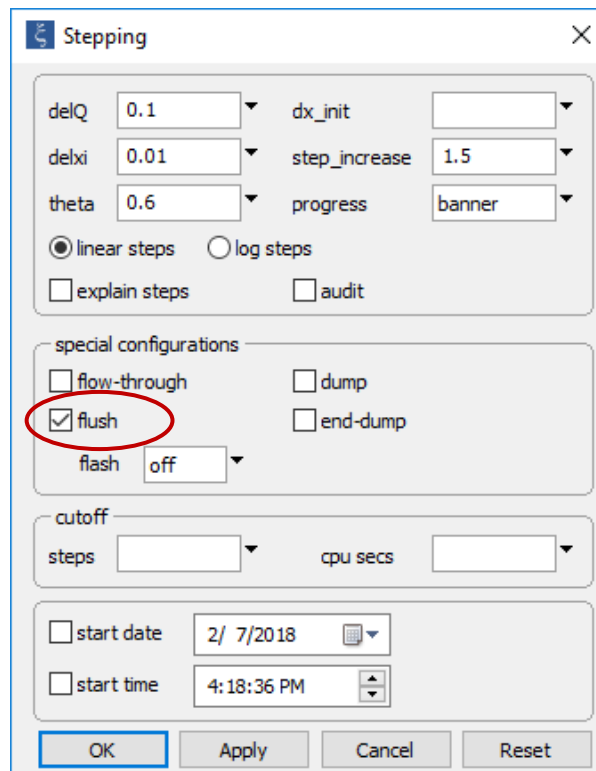 ξ Stepping
delQ 0.1 dx_init
delxi 0.01 step_increase 1.5
theta 0.6 progress banner
linear steps log steps
explain steps audit
special configurations
flow-through dump
flush end-dump
flash off
cutoff
steps cpu secs
start date 2/ 7/2018
start time 4:18:36 PM
OK Apply Cancel Reset